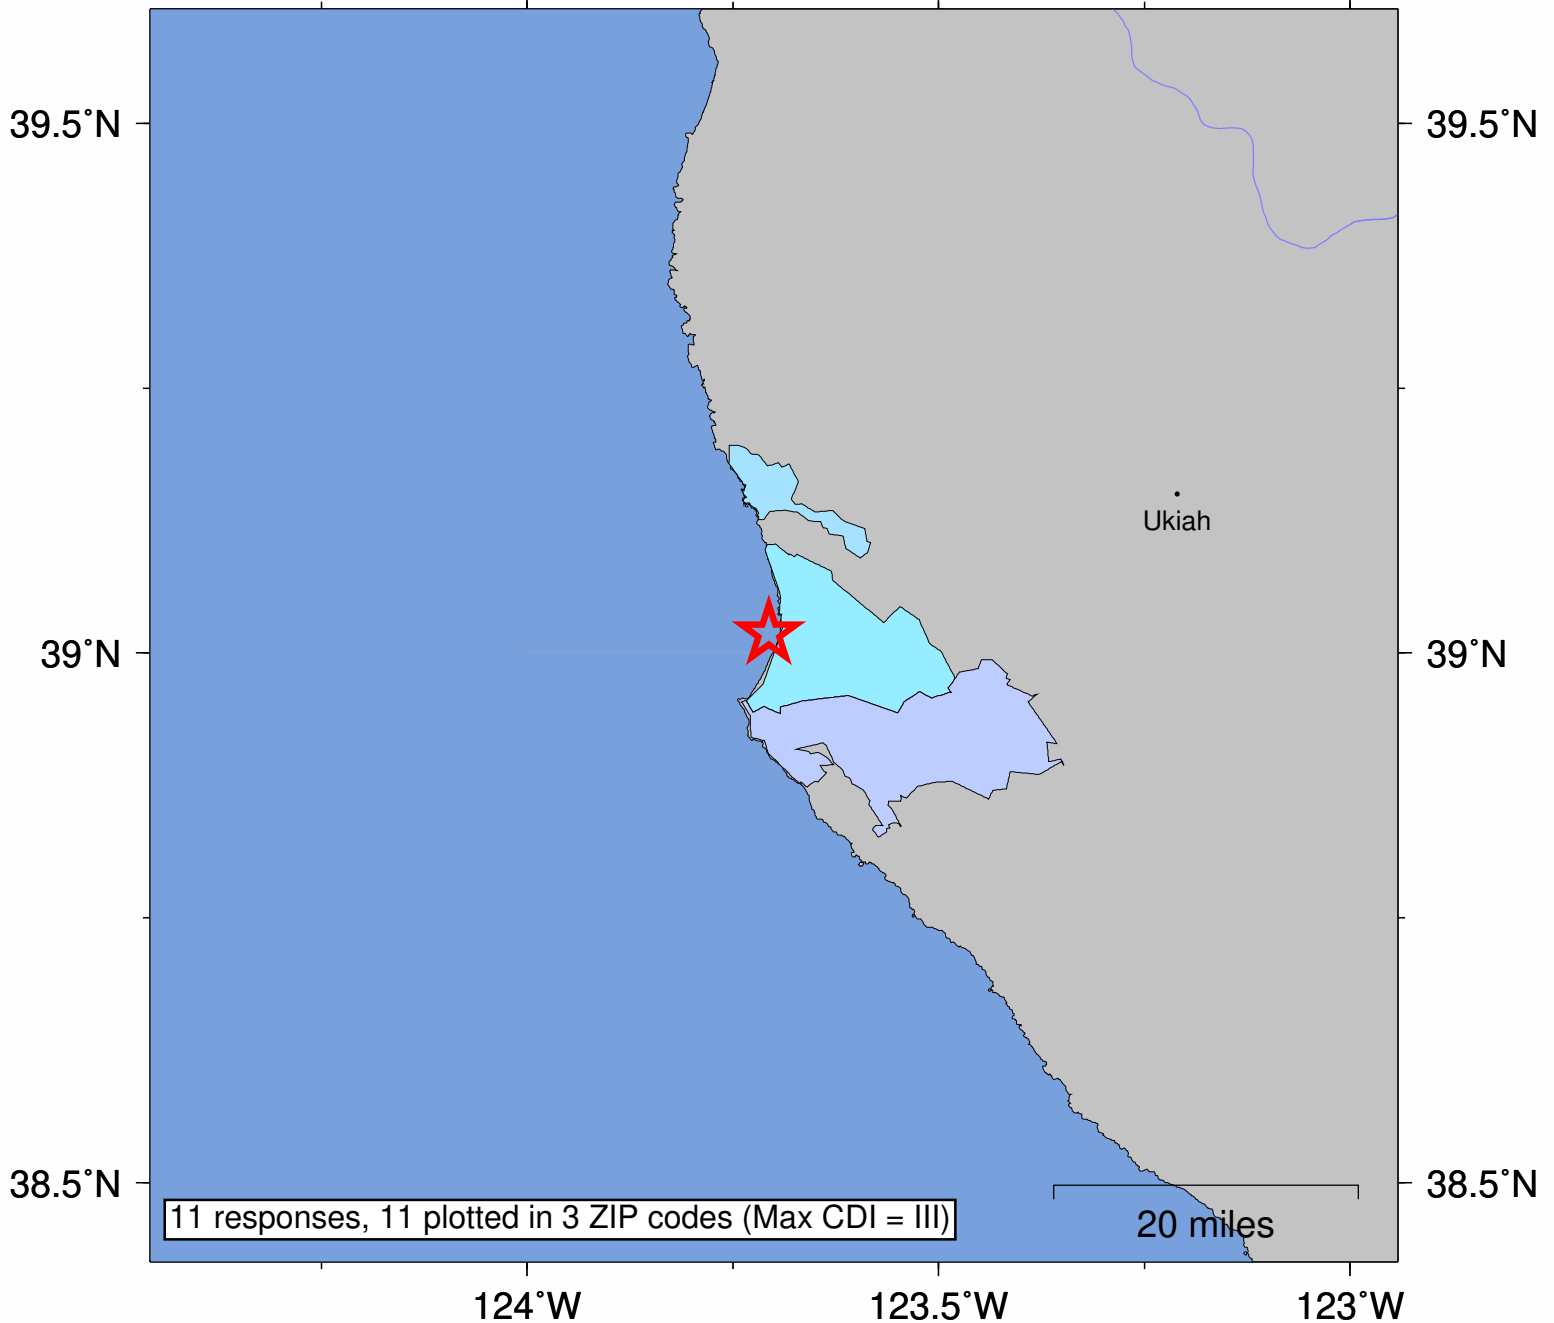 39.5˚N
39.5˚N
Ukiah
39˚N
39˚N
38.5˚N
38.5˚N
11 responses, 11 plotted in 3 ZIP codes (Max CDI = III)
20 miles
124˚W
123.5˚W
123˚W